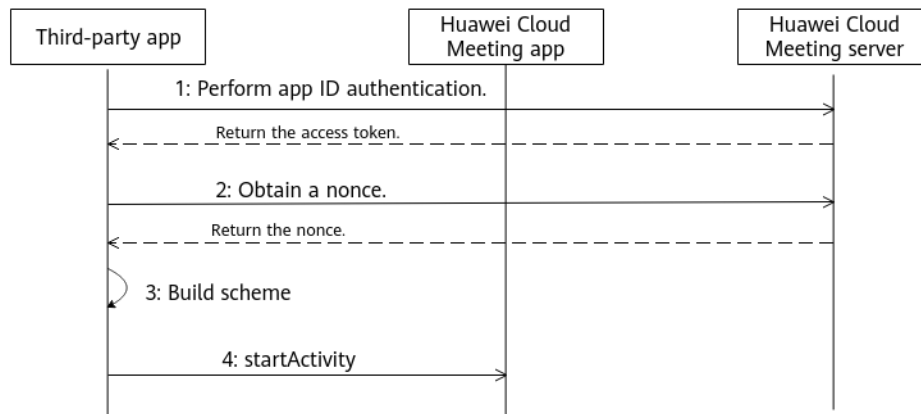 Third-party app
Huawei Cloud
Meeting app
Huawei Cloud
Meeting server
1: Perform app ID authentication.
Return the access token.
2: Obtain a nonce.
Return the nonce.
3: Build scheme
4: startActivity